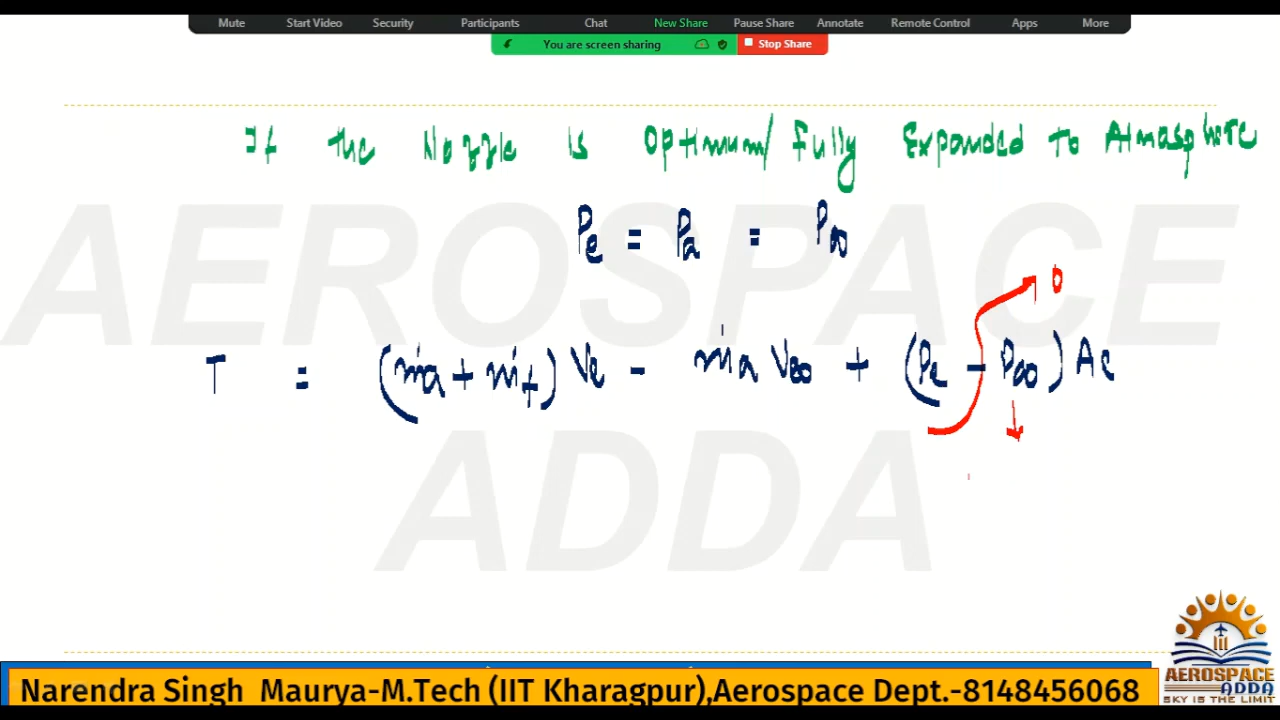 Mute Start Video Security Participants Chat New Share Pause Share Annotate Remote Control Apps More
You are screen sharing Stop Share
If the Nozzle is Optimum/fully Expanded to Atmasphere
Pe = Pa = P∞
0
T = (ṁa + ṁf) Ve - ṁa V∞ + (Pe - P∞) Ae
AEROSPACE
ADDA
Narendra Singh Maurya-M.Tech (IIT Kharagpur),Aerospace Dept.-8148456068
AEROSPACE
ADDA
SKY IS THE LIMIT